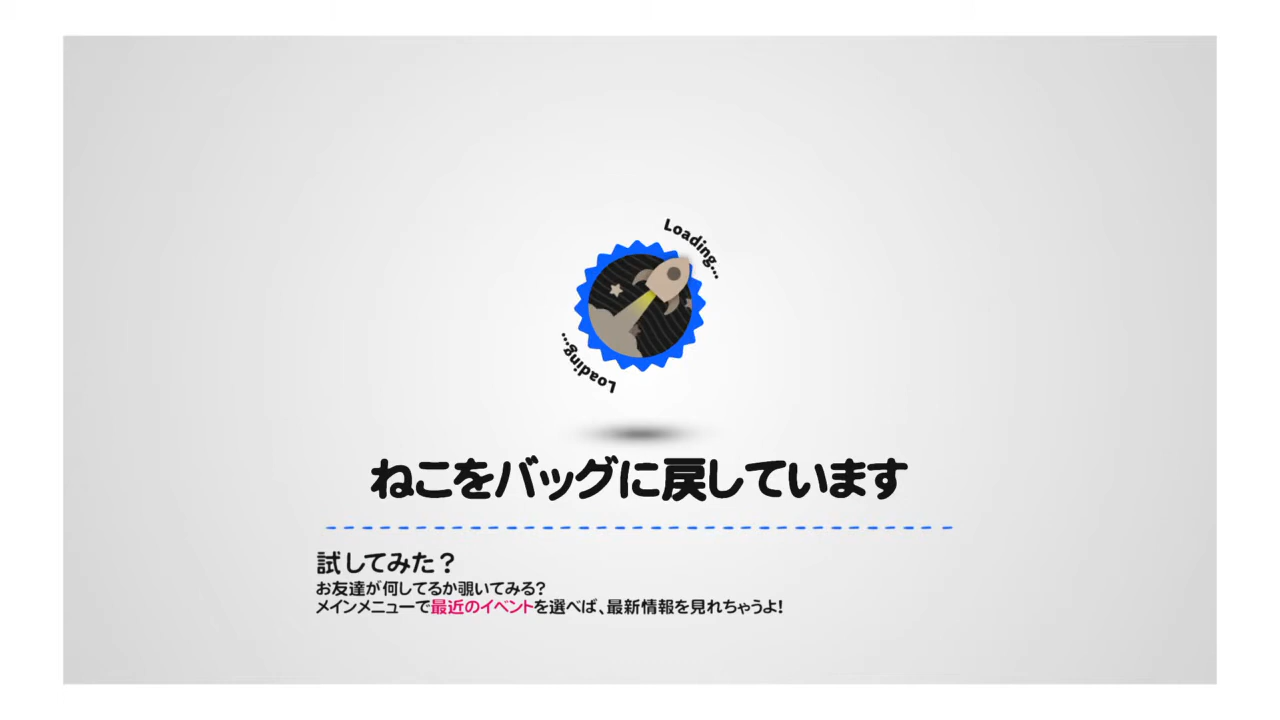 Loading...
Loading...
ねこをバッグに戻しています
試してみた？
お友達が何してるか覗いてみる?
メインメニューで最近のイベントを選べば、最新情報を見れちゃうよ!